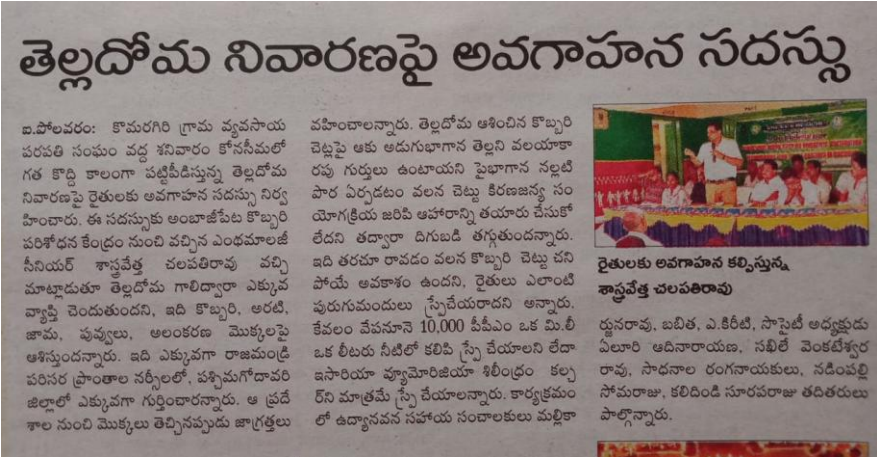 తెల్లదోమ నివారణపై అవగాహన సదస్సు
ఐ.పోలవరం: కొమరగిరి గ్రామ వ్యవసాయ
పరపతి సంఘం వద్ద శనివారం కోనసీమలో
గత కొద్ది కాలంగా పట్టిపీడిస్తున్న తెల్లదోమ
నివారణపై రైతులకు అవగాహన సదస్సు నిర్వ
హించారు. ఈ సదస్సుకు అంబాజీపేట కొబ్బరి
పరిశోధన కేంద్రం నుంచి వచ్చిన ఎంథమాలజీ
సీనియర్ శాస్త్రవేత్త చలపతిరావు వచ్చి
మాట్లాడుతూ తెల్లదోమ గాలిద్వారా ఎక్కువ
వ్యాప్తి చెందుతుందని, ఇది కొబ్బరి, అరటి,
జామ, పువ్వులు, అలంకరణ మొక్కలపై
ఆశిస్తుందన్నారు. ఇది ఎక్కువగా రాజమండ్రి
పరిసర ప్రాంతాల నర్సీలలో, పశ్చిమగోదావరి
జిల్లాలో ఎక్కువగా గుర్తించారన్నారు. ఆ ప్రదే
శాల నుంచి మొక్కలు తెచ్చినప్పుడు జాగ్రత్తలు
వహించాలన్నారు. తెల్లదోమ ఆశించిన కొబ్బరి
చెట్లపై ఆకు అడుగుభాగాన తెల్లని వలయాకా
రపు గుర్తులు ఉంటాయని పైభాగాన నల్లటి
పొర ఏర్పడటం వలన చెట్టు కిరణజన్య సం
యోగక్రియ జరిపి ఆహారాన్ని తయారు చేసుకో
లేదని తద్వారా దిగుబడి తగ్గుతుందన్నారు.
ఇది తరచూ రావడం వలన కొబ్బరి చెట్టు చని
పోయే అవకాశం ఉందని, రైతులు ఎలాంటి
పురుగుమందులు స్ప్రేచేయరాదని అన్నారు.
కేవలం వేపనూనె 10,000 పీపీఎం ఒక మి.లీ
ఒక లీటరు నీటిలో కలిపి స్ప్రే చేయాలని లేదా
ఇసారియా వ్యూమోరిజియా శిలీంధ్రం కల్చ
ర్‌ని మాత్రమే స్ప్రే చేయాలన్నారు. కార్యక్రమం
లో ఉద్యానవన సహాయ సంచాలకులు మల్లికా
రైతులకు అవగాహన కల్పిస్తున్న
శాస్త్రవేత్త చలపతిరావు
ర్జునరావు, బబిత, ఎ.కిరీటి, సొసైటీ అధ్యక్షుడు
ఏలూరి ఆదినారాయణ, సఖిలే వెంకటేశ్వర
రావు, సాధనాల రంగనాయకులు, నడింపల్లి
సోమరాజు, కలిదిండి సూరపరాజు తదితరులు
పాల్గొన్నారు.